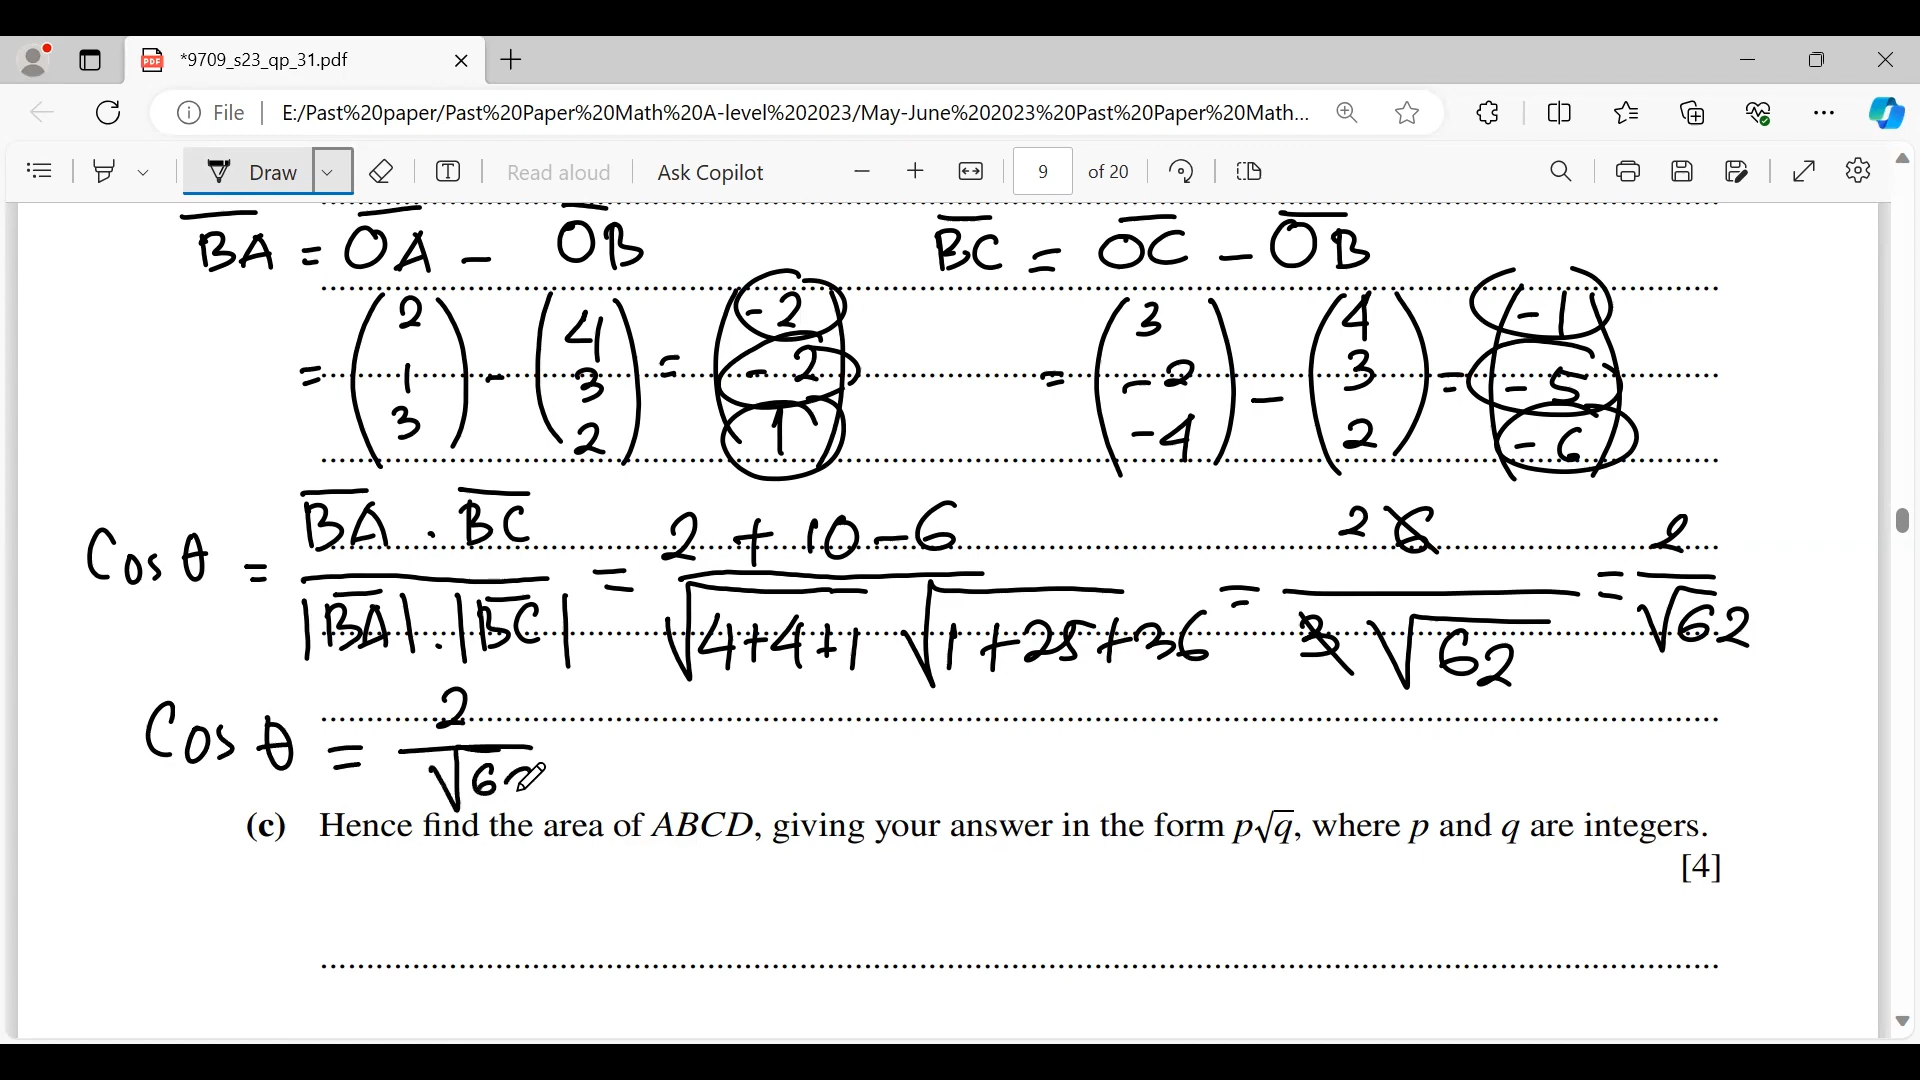 *9709_s23_qp_31.pdf
File | E:/Past%20paper/Past%20Paper%20Math%20A-level%202023/May-June%202023%20Past%20Paper%20Math...
Draw Read aloud Ask Copilot 9 of 20
BA = OA - OB
= (2 1 3) - (4 3 2) = (-2 -2 1)
BC = OC - OB
= (3 -2 -4) - (4 3 2) = (-1 -5 -6)
Cos θ = BA . BC / |BA| . |BC| = 2 + 10 - 6 / √4+4+1 √1+25+36 = 2 6 / 3 √62 = 2 / √62
Cos θ = 2 / √62
(c) Hence find the area of ABCD, giving your answer in the form p√q, where p and q are integers.
[4]